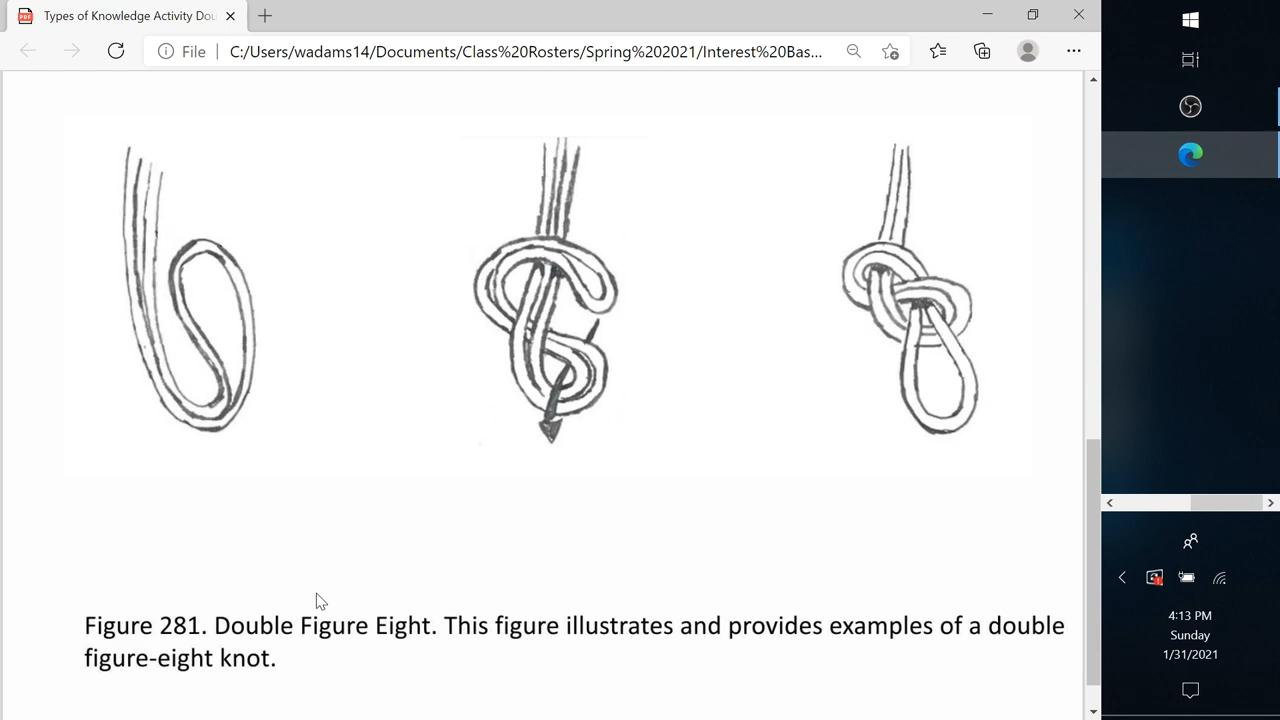 Types of Knowledge Activity Dou
File
C:/Users/wadams14/Documents/Class%20Rosters/Spring%202021/Interest%20Bas...
Figure 281. Double Figure Eight. This figure illustrates and provides examples of a double
figure-eight knot.
4:13 PM
Sunday
1/31/2021